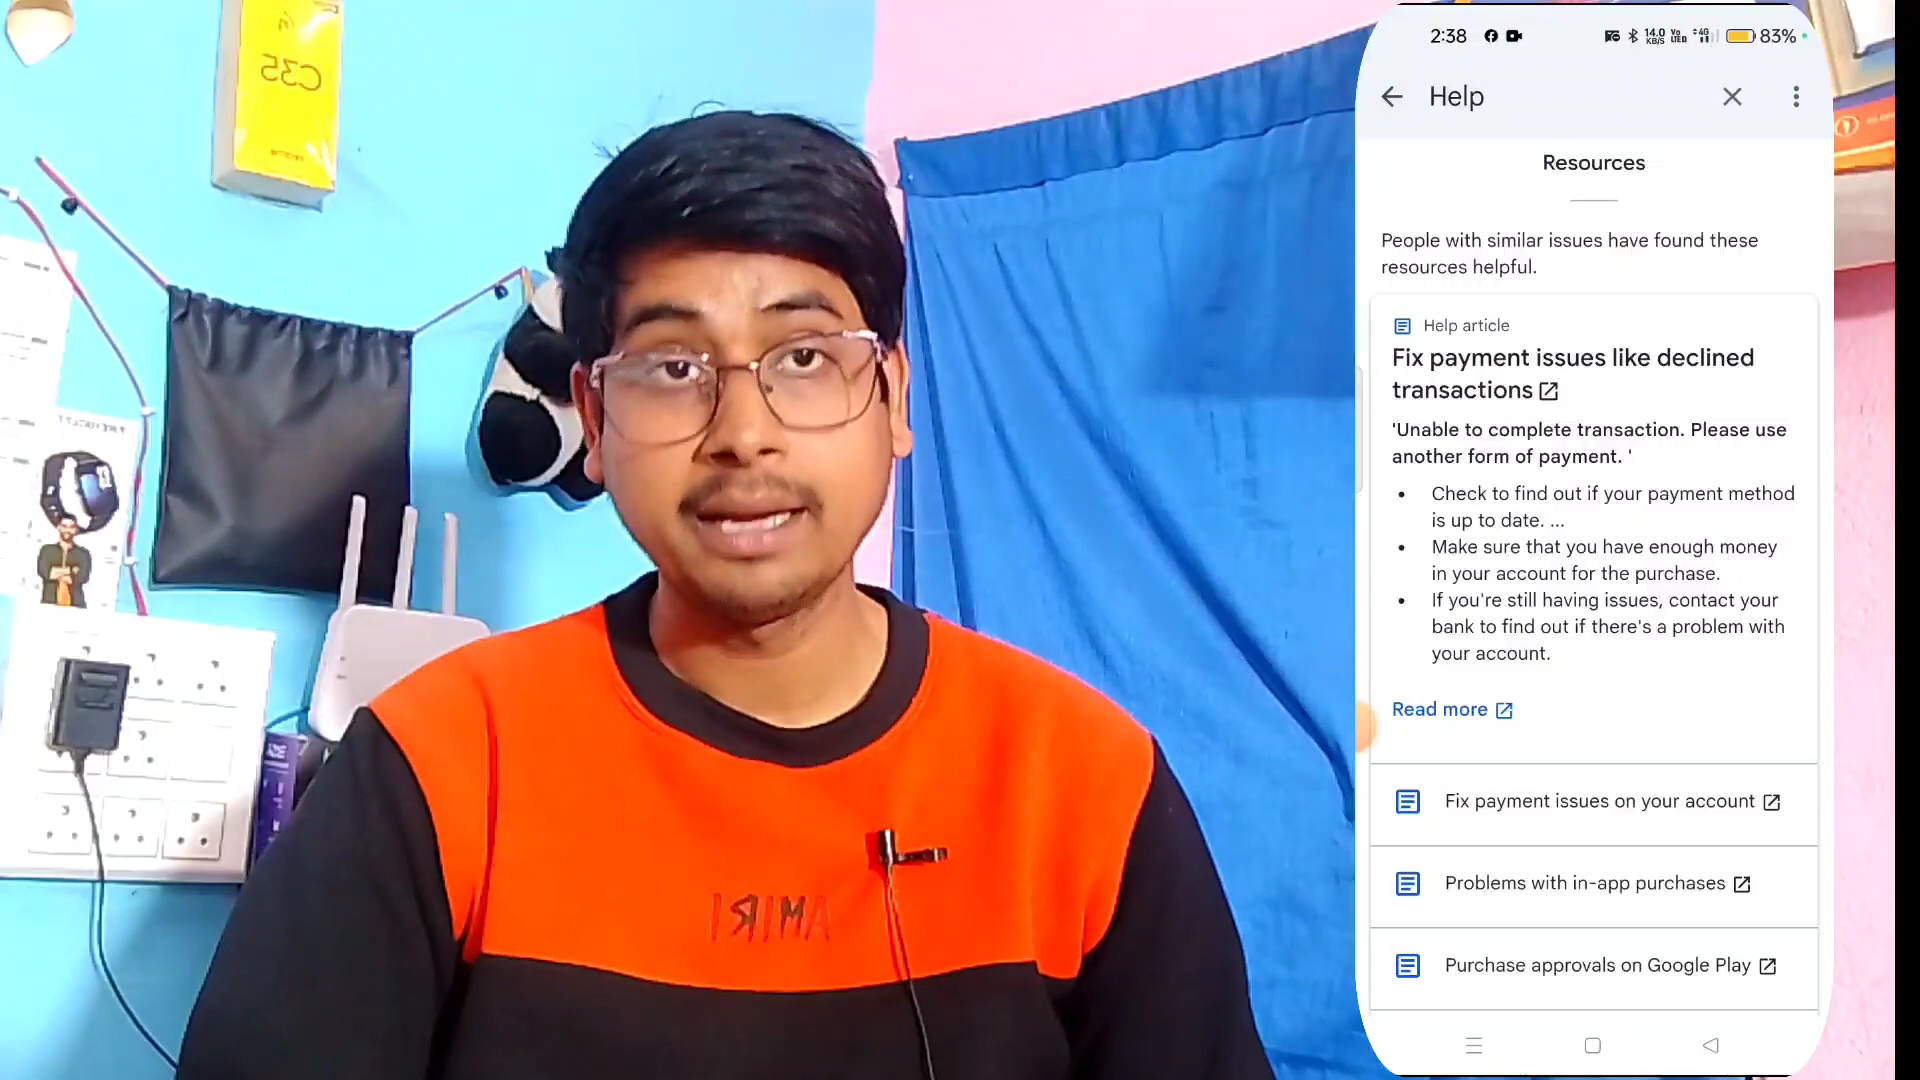 C35
2:38
14.0
KB/S
83%
Help
Resources
People with similar issues have found these
resources helpful.
Help article
Fix payment issues like declined
transactions
'Unable to complete transaction. Please use
another form of payment. '
• Check to find out if your payment method
is up to date. ...
• Make sure that you have enough money
in your account for the purchase.
• If you're still having issues, contact your
bank to find out if there's a problem with
your account.
Read more
Fix payment issues on your account
Problems with in-app purchases
Purchase approvals on Google Play
AMIRI